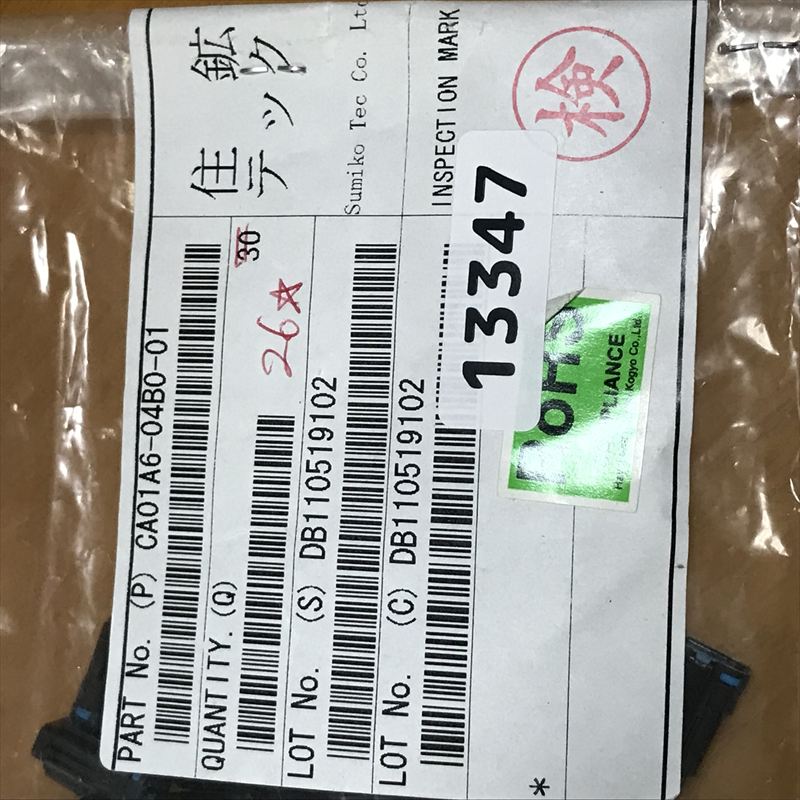 PART No. (P) CA01A6-04B0-01
QUANTITY. (Q) 30
26☆
LOT No. (S) DB110519102
LOT No. (C) DB110519102
*
住鉱
テック
Sumiko Tec Co. Ltd
INSPECTION MARK
検
13347
RoHS
LIANCE
Kogyo Co.,Ltd.